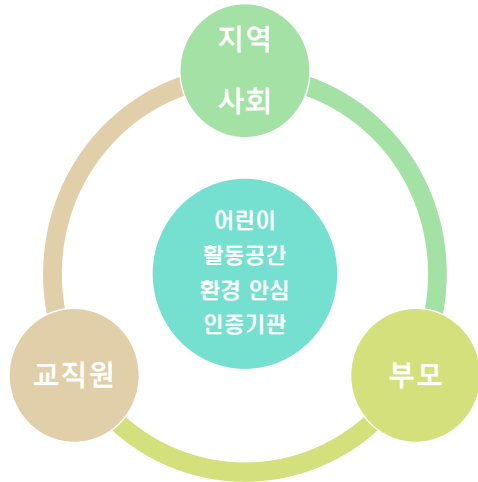 지역
사회
어린이
활동공간
환경 안심
인증기관
교직원
부모